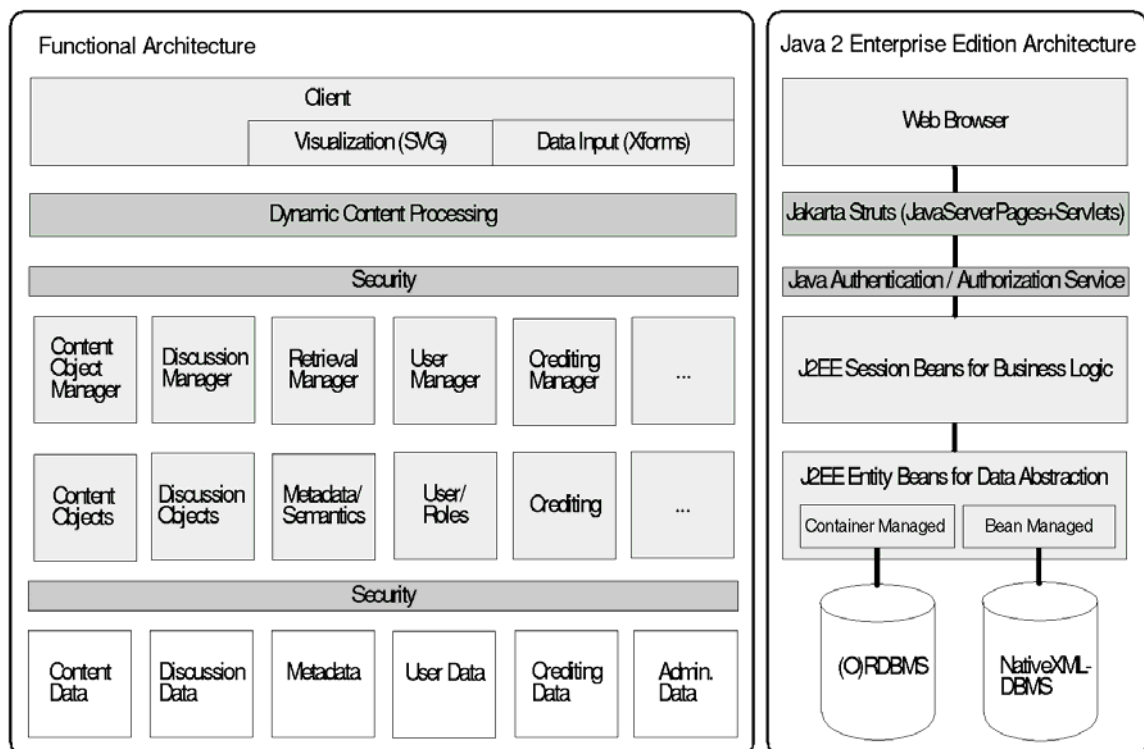 Functional Architecture
Client
Visualization (SVG)
Data Input (Xforms)
Dynamic Content Processing
Security
Content
Object
Manager
Discussion
Manager
Retrieval
Manager
User
Manager
Crediting
Manager
...
Content
Objects
Discussion
Objects
Metadata/
Semantics
User/
Roles
Crediting
...
Security
Content
Data
Discussion
Data
Metadata
User Data
Crediting
Data
Admin.
Data
Java 2 Enterprise Edition Architecture
Web Browser
Jakarta Struts (JavaServerPages+Servlets)
Java Authentication / Authorization Service
J2EE Session Beans for Business Logic
J2EE Entity Beans for Data Abstraction
Container Managed
Bean Managed
(O)RDBMS
NativeXML-
DBMS